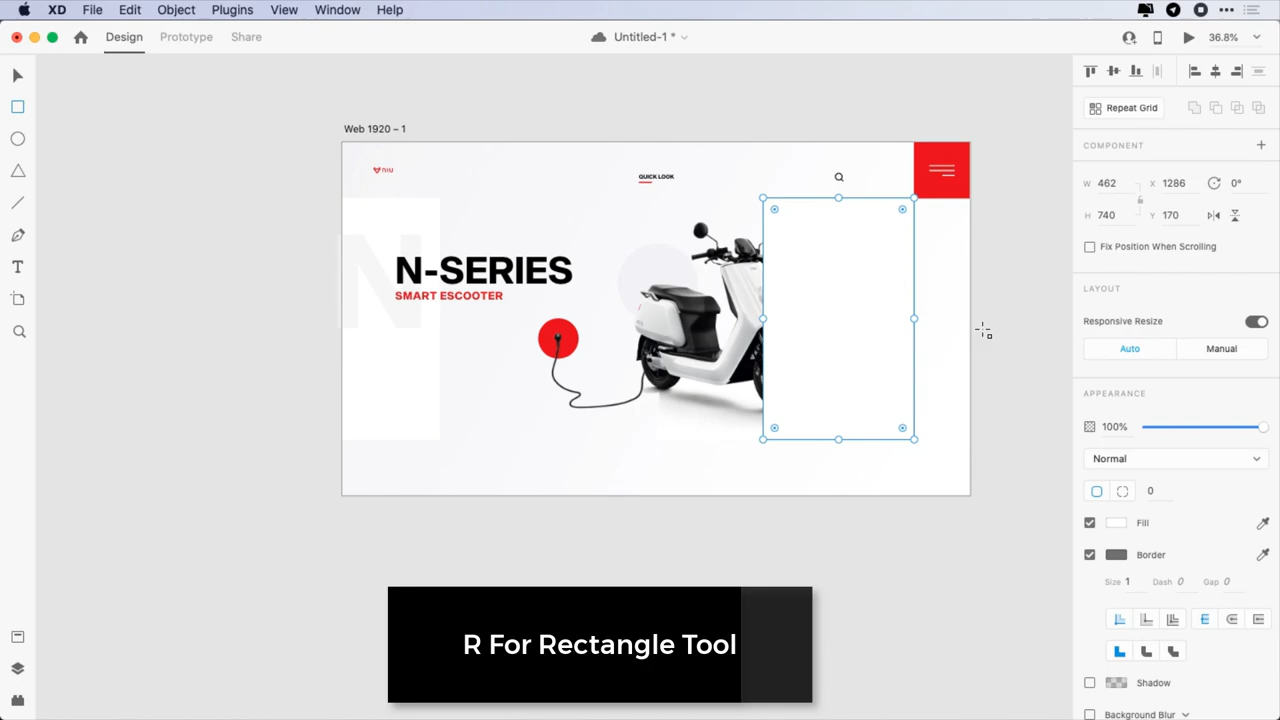 XD File Edit Object Plugins View Window Help
Design Prototype Share
Untitled-1 *
36.8%
Repeat Grid
Web 1920 – 1
NIU
QUICK LOOK
COMPONENT
W 462 X 1286 0°
H 740 Y 170
Fix Position When Scrolling
N
N-SERIES
SMART ESCOOTER
LAYOUT
Responsive Resize
Auto Manual
APPEARANCE
100%
Normal
0
Fill
Border
Size 1 Dash 0 Gap 0
Shadow
Background Blur
R For Rectangle Tool